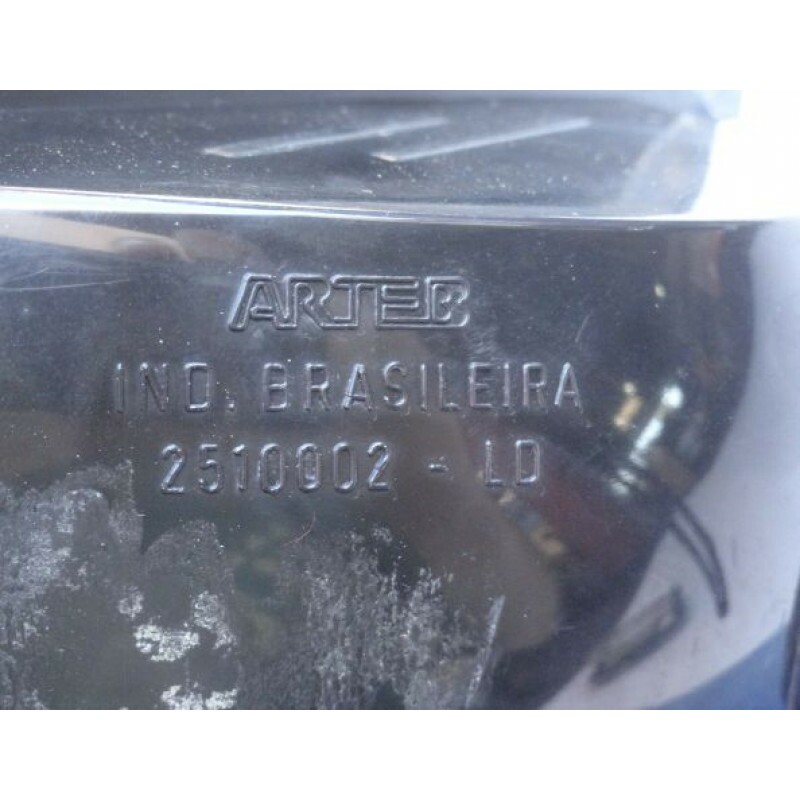 ARTEB
IND. BRASILEIRA
2510002 - LD